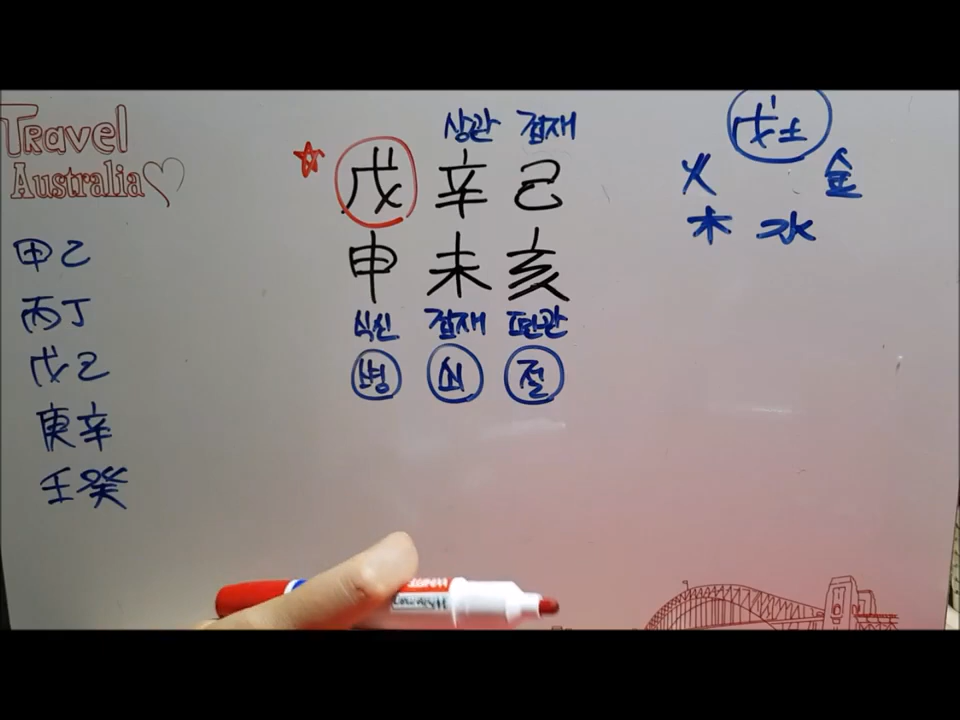 Travel
Australia
甲乙
丙丁
戊己
庚辛
壬癸
상관 겁재
戊 辛 己
申 未 亥
식신 겁재 편관
병 쇠 절
戊土
火 金
木 水